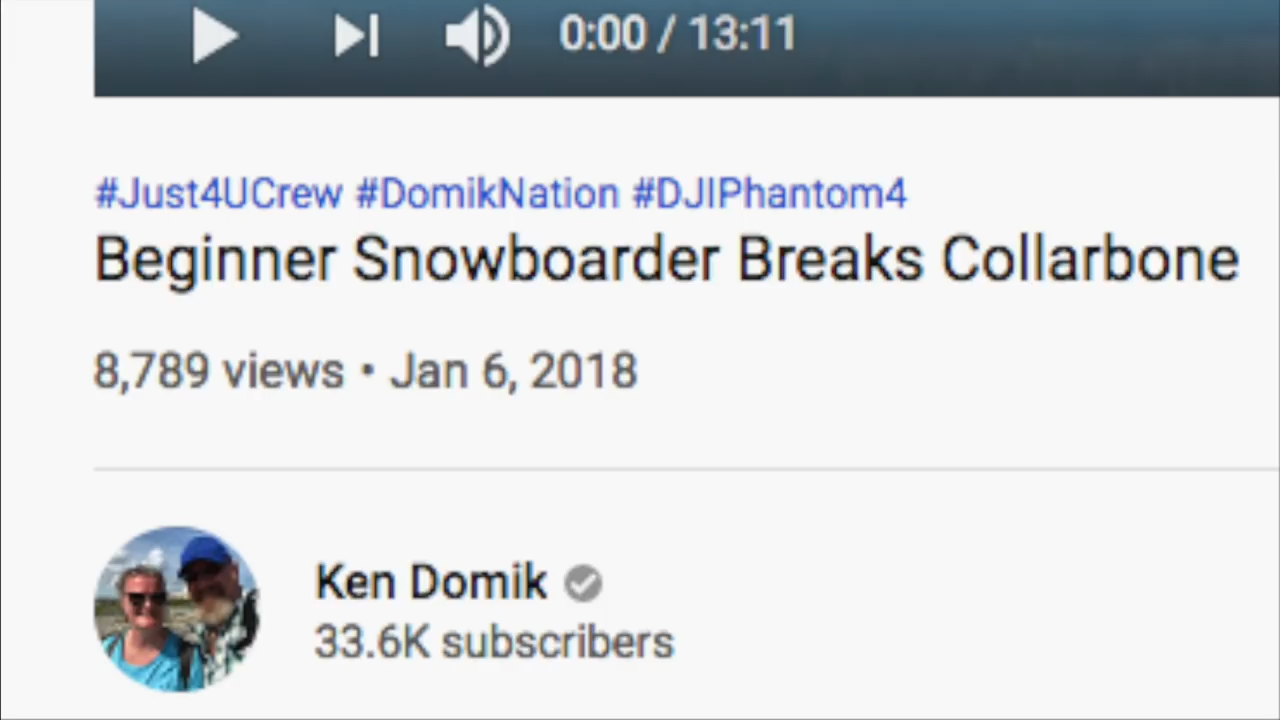 0:00 / 13:11
#Just4UCrew #DomikNation #DJIPhantom4
Beginner Snowboarder Breaks Collarbone
8,789 views • Jan 6, 2018
Ken Domik
33.6K subscribers